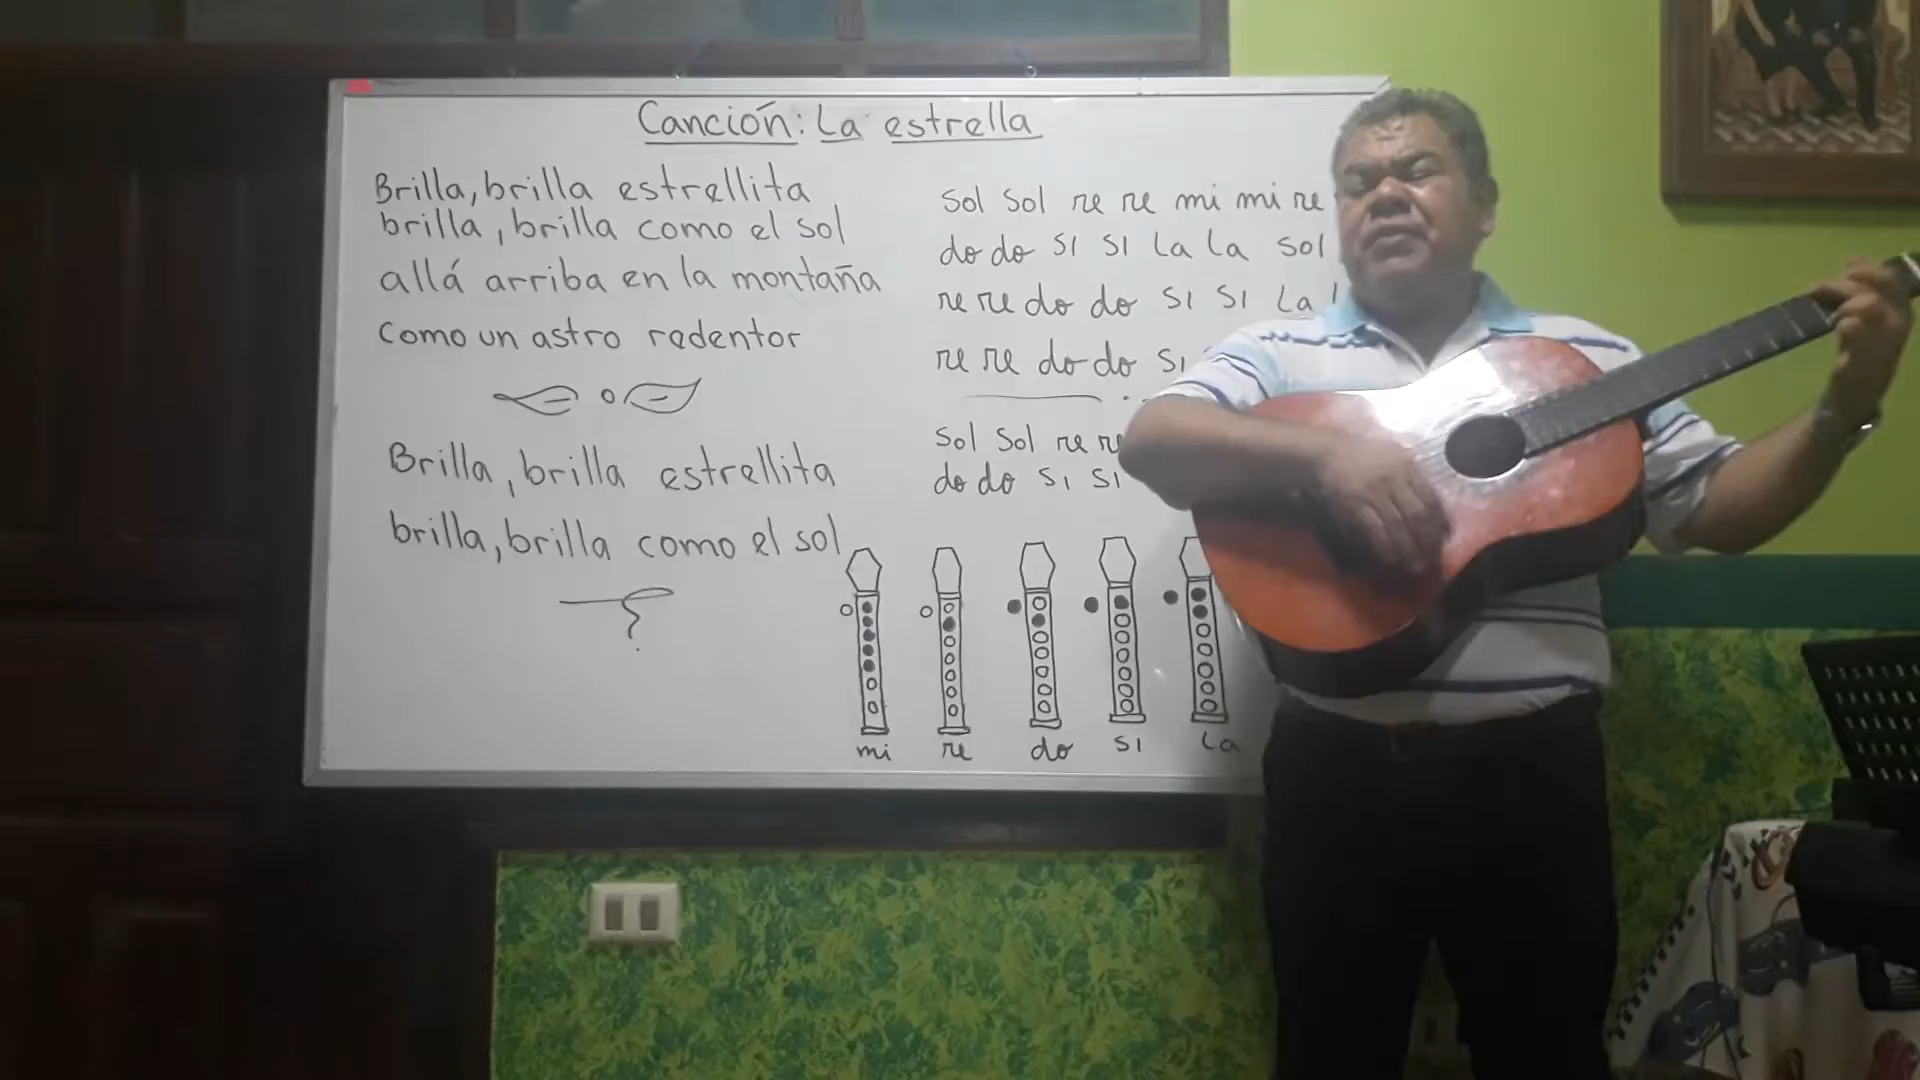 Canción: La estrella
Brilla, brilla estrellita
brilla, brilla como el sol
allá arriba en la montaña
como un astro redentor
Brilla, brilla estrellita
brilla, brilla como el sol
sol sol re re mi mi re
do do si si La La sol
re re do do si si La
re re do do si
sol sol re re
do do si si
mi re do si La